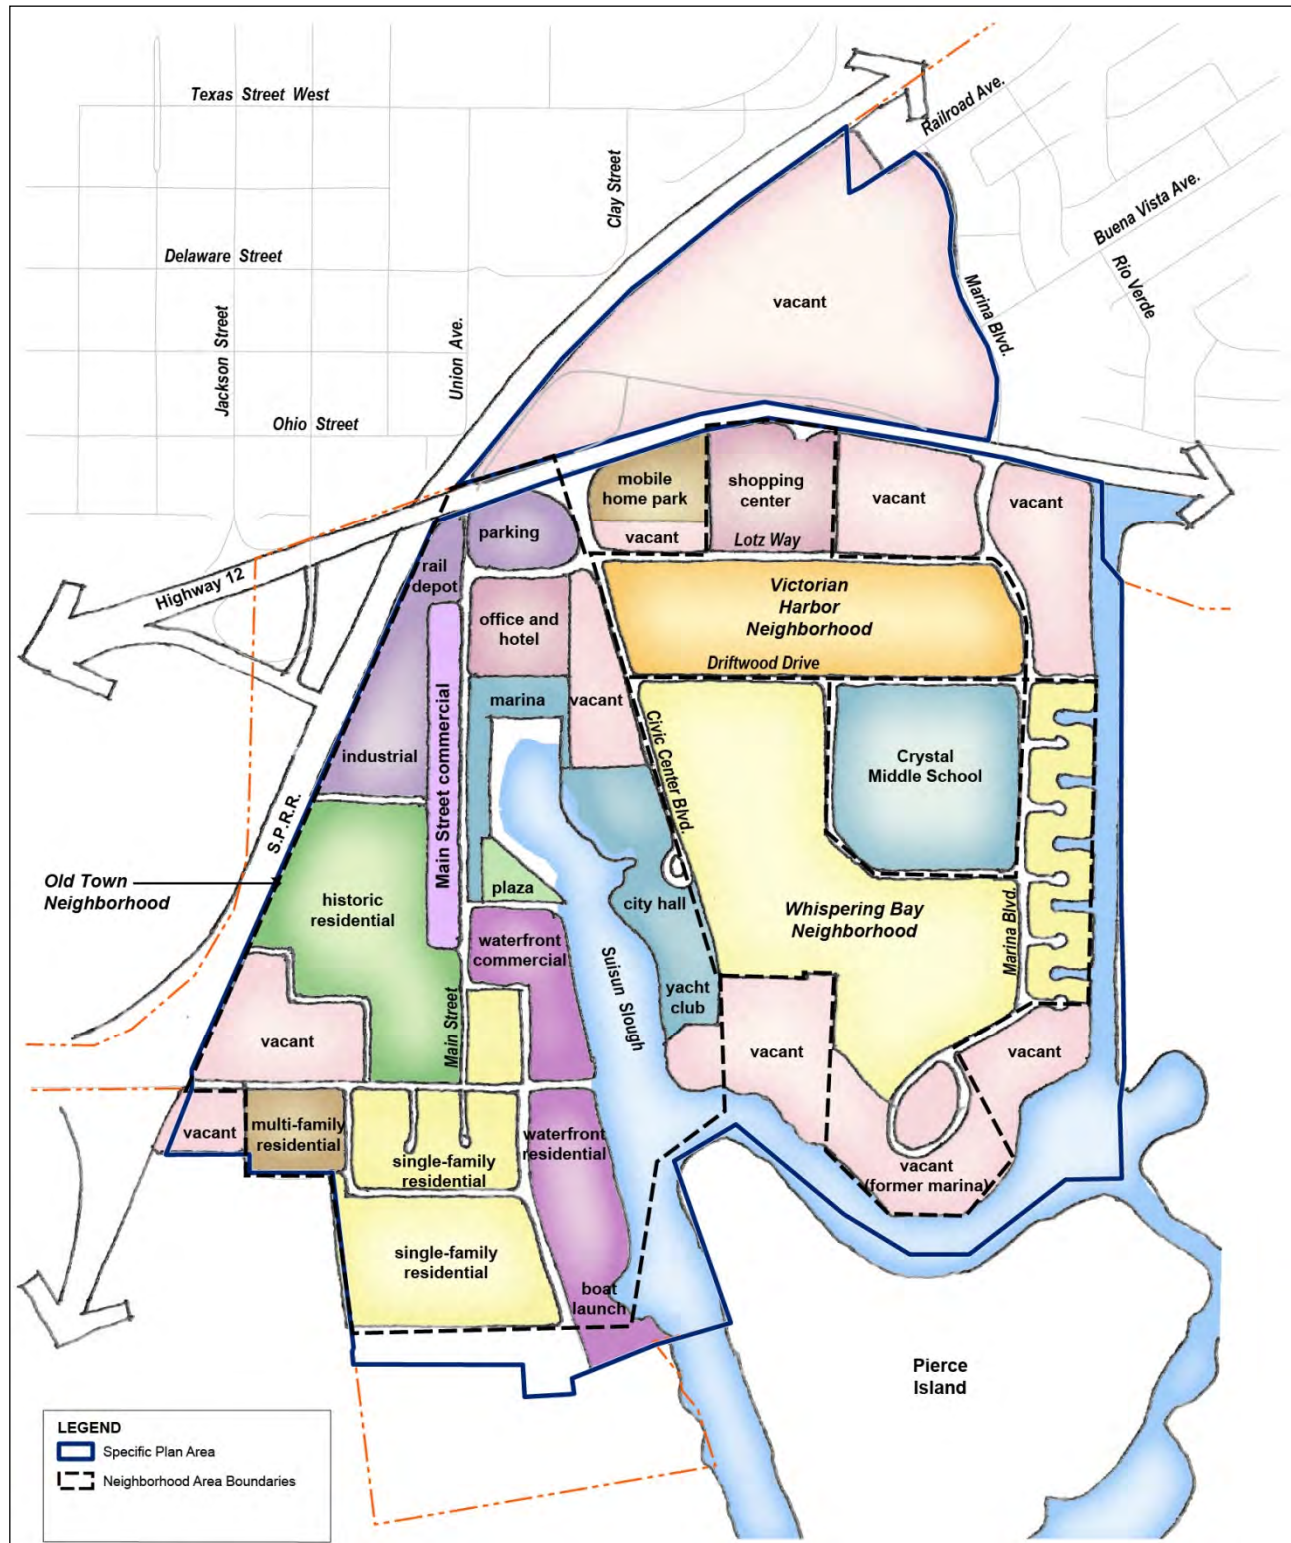 Texas Street West
Railroad Ave.
Clay Street
Buena Vista Ave.
Delaware Street
Rio Verde
Marina Blvd.
vacant
Jackson Street
Union Ave.
Ohio Street
mobile
home park
shopping
center
vacant
vacant
parking
vacant
Lotz Way
rail
depot
Highway 12
Victorian
Harbor
Neighborhood
office and
hotel
Driftwood Drive
marina
vacant
Main Street commercial
Civic Center Blvd.
industrial
Crystal
Middle School
S.P.R.R.
Old Town
Neighborhood
plaza
historic
residential
city hall
Whispering Bay
Neighborhood
waterfront
commercial
Suisun Slough
Marina Blvd.
yacht
club
Main Street
vacant
vacant
vacant
vacant
multi-family
residential
waterfront
residential
single-family
residential
vacant
(former marina)
single-family
residential
boat
launch
Pierce
Island
LEGEND
Specific Plan Area
Neighborhood Area Boundaries